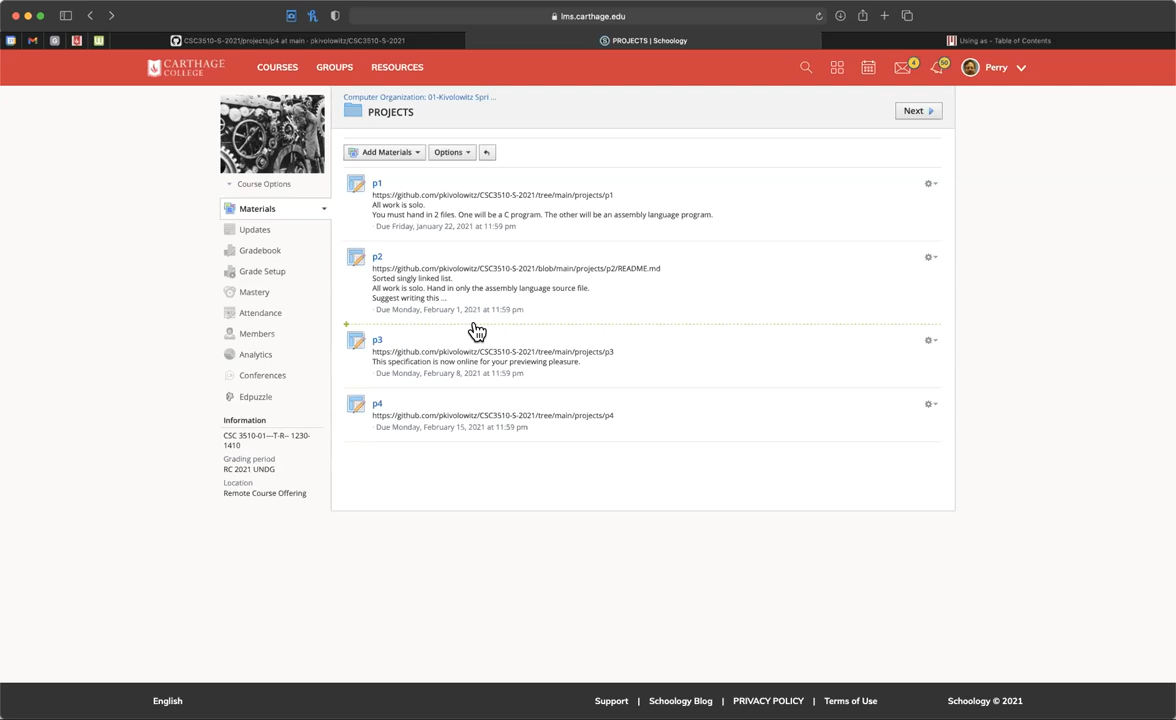 lms.carthage.edu
CSC3510-S-2021/projects/p4 at main · pkivolowitz/CSC3510-S-2021
PROJECTS | Schoology
Using as - Table of Contents
CARTHAGE
COLLEGE
COURSES
GROUPS
RESOURCES
4
50
Perry
Computer Organization: 01-Kivolowitz Spri ...
PROJECTS
Next
Course Options
Materials
Updates
Gradebook
Grade Setup
Mastery
Attendance
Members
Analytics
Conferences
Edpuzzle
Information
CSC 3510-01---T-R-- 1230-
1410
Grading period
RC 2021 UNDG
Location
Remote Course Offering
Add Materials
Options
p1
https://github.com/pkivolowitz/CSC3510-S-2021/tree/main/projects/p1
All work is solo.
You must hand in 2 files. One will be a C program. The other will be an assembly language program.
· Due Friday, January 22, 2021 at 11:59 pm
p2
https://github.com/pkivolowitz/CSC3510-S-2021/blob/main/projects/p2/README.md
Sorted singly linked list.
All work is solo. Hand in only the assembly language source file.
Suggest writing this ...
· Due Monday, February 1, 2021 at 11:59 pm
p3
https://github.com/pkivolowitz/CSC3510-S-2021/tree/main/projects/p3
This specification is now online for your previewing pleasure.
· Due Monday, February 8, 2021 at 11:59 pm
p4
https://github.com/pkivolowitz/CSC3510-S-2021/tree/main/projects/p4
· Due Monday, February 15, 2021 at 11:59 pm
English
Support | Schoology Blog | PRIVACY POLICY | Terms of Use
Schoology © 2021